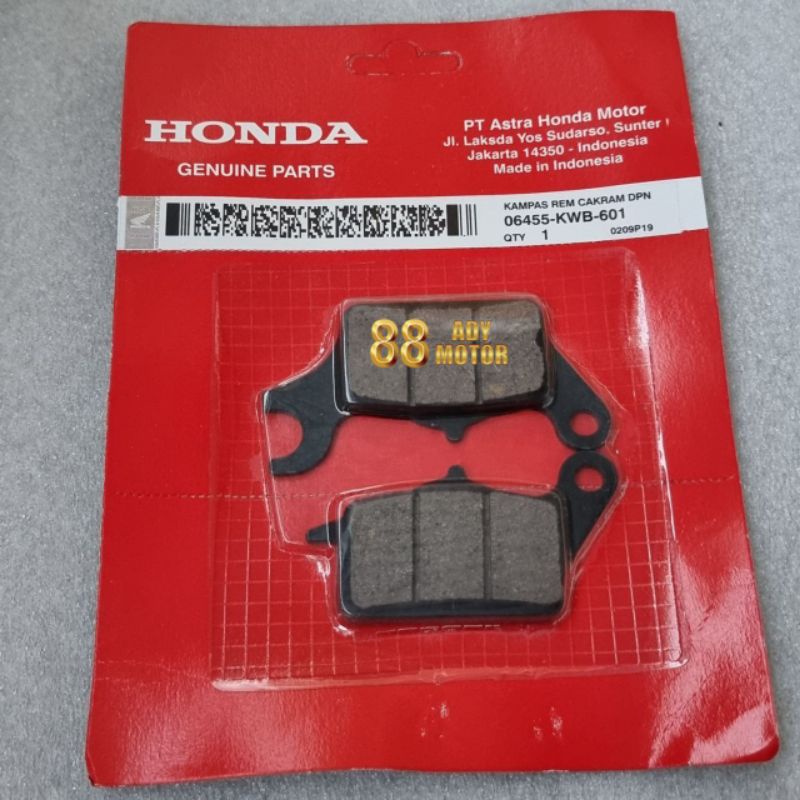 HONDA
GENUINE PARTS
PT Astra Honda Motor
Jl. Laksda Yos Sudarso, Sunter I
Jakarta 14350 - Indonesia
Made in Indonesia
KAMPAS REM CAKRAM DPN
06455-KWB-601
QTY 1 0209P19
88 ADY
MOTOR